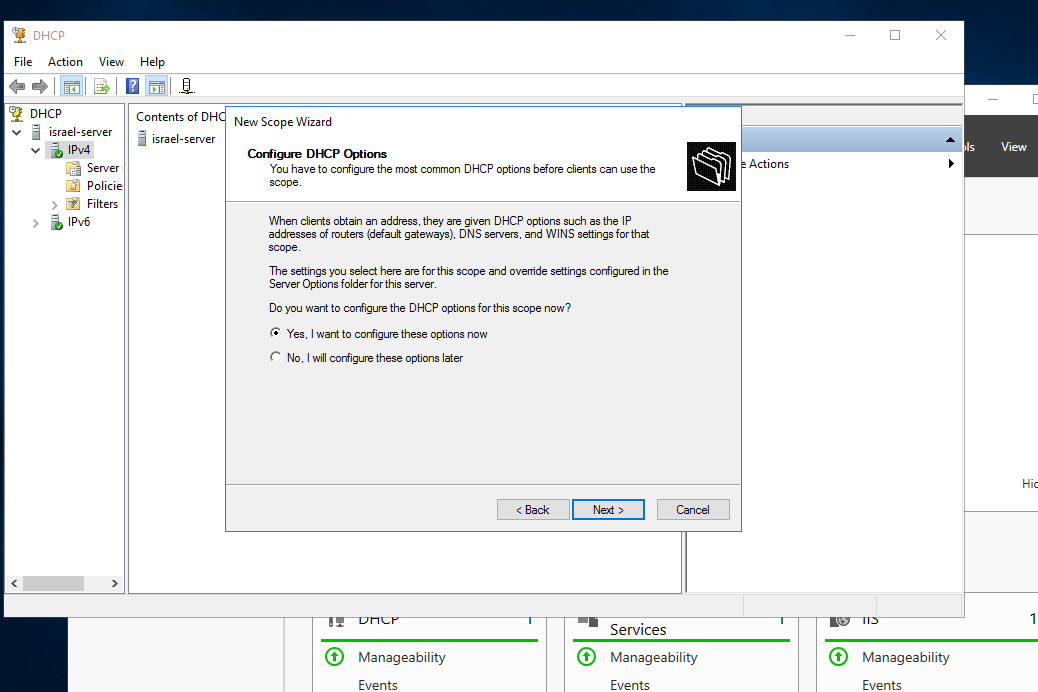 DHCP
File Action View Help
DHCP
israel-server
IPv4
Server
Policie
Filters
IPv6
Contents of DHC
israel-server
New Scope Wizard
Configure DHCP Options
You have to configure the most common DHCP options before clients can use the
scope.
When clients obtain an address, they are given DHCP options such as the IP
addresses of routers (default gateways), DNS servers, and WINS settings for that
scope.
The settings you select here are for this scope and override settings configured in the
Server Options folder for this server.
Do you want to configure the DHCP options for this scope now?
Yes, I want to configure these options now
No, I will configure these options later
< Back Next > Cancel
e Actions
ols View
Hid
DHCP 1
Manageability
Events
Services 1
Manageability
Events
IIS 1
Manageability
Events